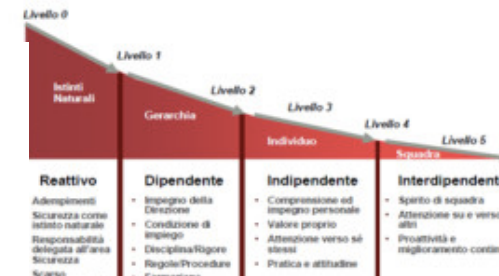 Livello 0
Livello 1
Livello 2
Livello 3
Livello 4
Livello 5
Istinti
Naturali
Gerarchia
Individuo
Squadra
Reattivo
Adempimenti
Sicurezza come
istinto naturale
Responsabilità
delegata all'area
Sicurezza
Scarso
Dipendente
• Impegno della
Direzione
• Condizione di
impiego
• Disciplina/Rigore
• Regole/Procedure
• Formazione
Indipendente
• Comprensione ed
impegno personale
• Valore proprio
• Attenzione verso sé
stessi
• Pratica e attitudine
Interdipendent
• Spirito di squadra
• Attenzione su e verso
altri
• Proattività e
miglioramento contin